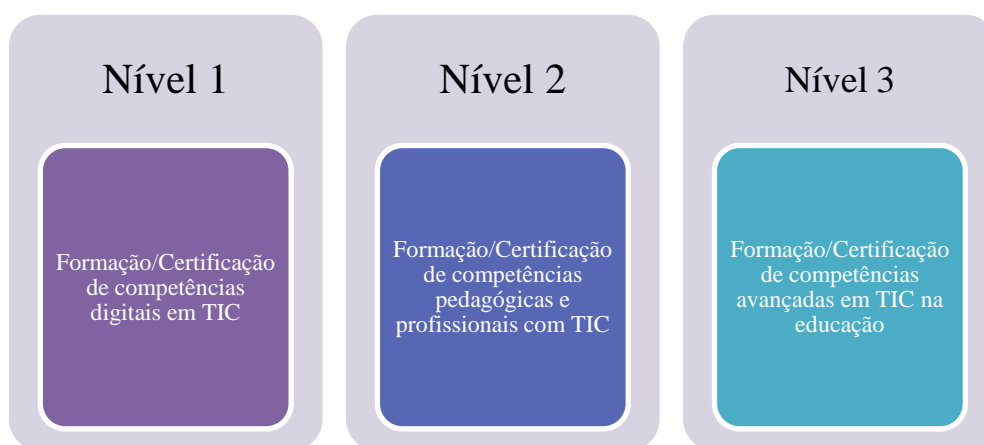 Nível 1
Formação/Certificação
de competências
digitais em TIC
Nível 2
Formação/Certificação
de competências
pedagógicas e
profissionais com TIC
Nível 3
Formação/Certificação
de competências
avançadas em TIC na
educação